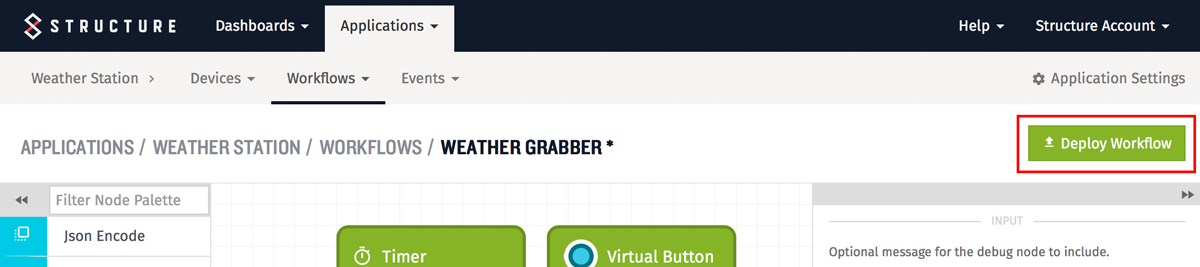 STRUCTURE Dashboards Applications Help Structure Account
Weather Station > Devices Workflows Events Application Settings
APPLICATIONS / WEATHER STATION / WORKFLOWS / WEATHER GRABBER * Deploy Workflow
Filter Node Palette
INPUT
Json Encode
Timer Virtual Button Optional message for the debug node to include.